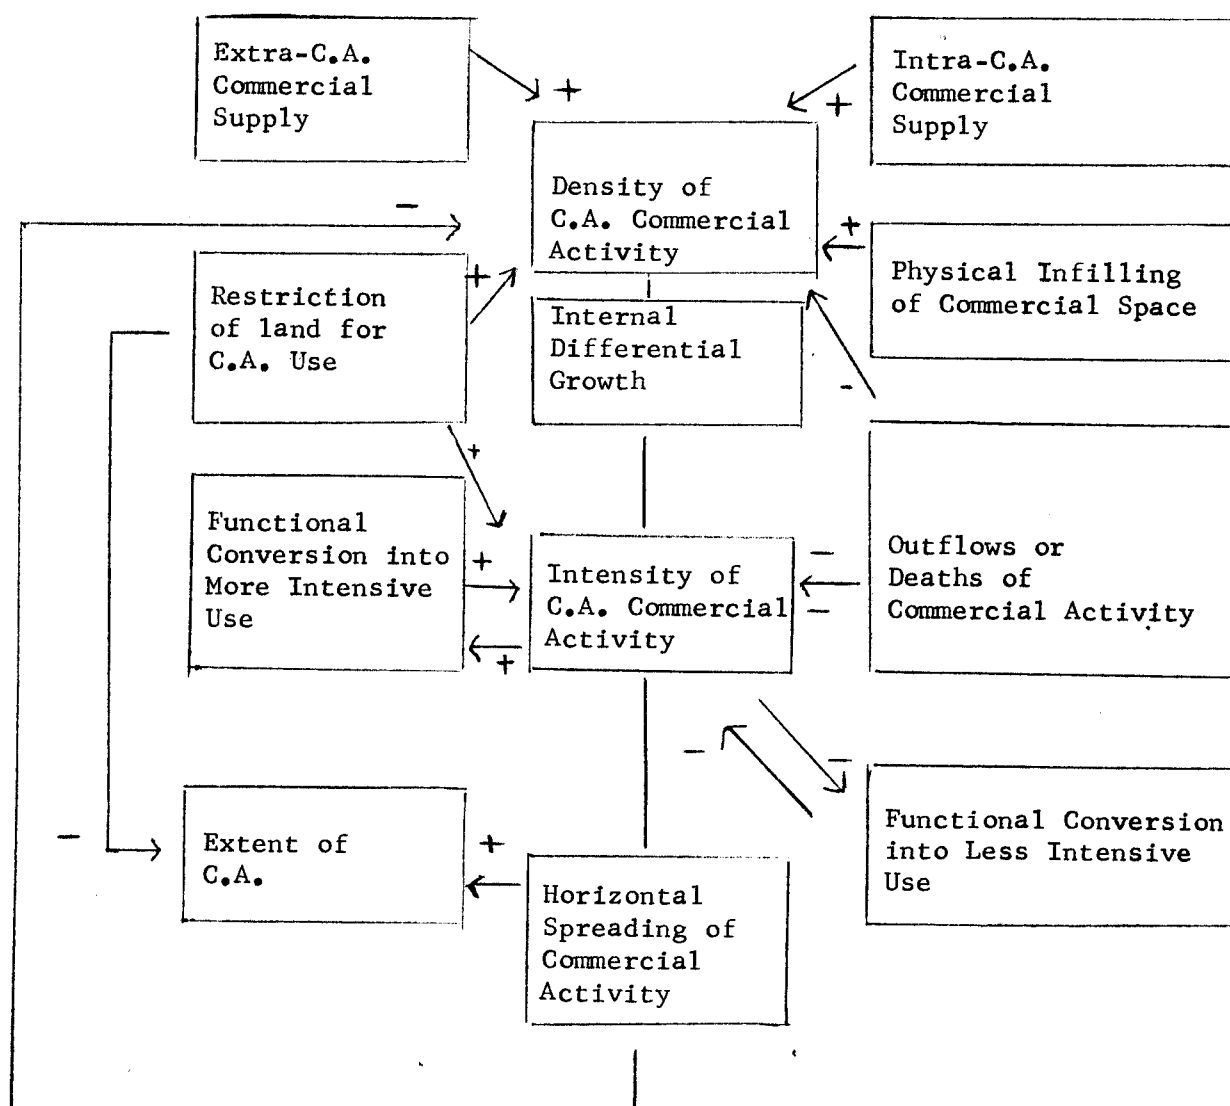 Extra-C.A.
Commercial
Supply
+
Intra-C.A.
Commercial
Supply
+
Density of
C.A. Commercial
Activity
-
Restriction
of land for
C.A. Use
+
Physical Infilling
of Commercial Space
+
Internal
Differential
Growth
-
+
Functional
Conversion into
More Intensive
Use
+
+
Intensity of
C.A. Commercial
Activity
-
-
Outflows or
Deaths of
Commercial Activity
-
-
Functional Conversion
into Less Intensive
Use
-
Extent of
C.A.
+
Horizontal
Spreading of
Commercial
Activity